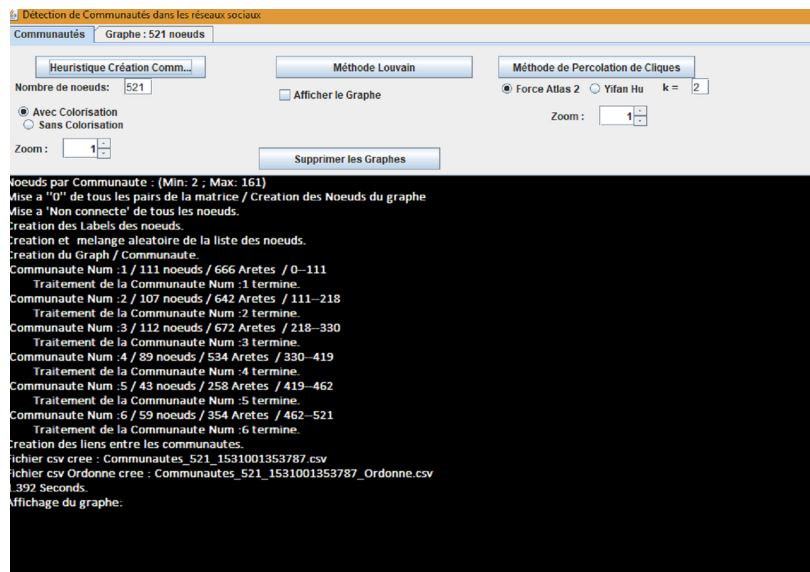 Détection de Communautés dans les réseaux sociaux
Communautés Graphe : 521 noeuds
Heuristique Création Comm... Méthode Louvain Méthode de Percolation de Cliques
Nombre de noeuds: 521 Afficher le Graphe Force Atlas 2 Yifan Hu k = 2
Avec Colorisation
Sans Colorisation
Zoom : 1
Zoom : 1
Supprimer les Graphes
Noeuds par Communaute : (Min: 2 ; Max: 161)
Mise a "0" de tous les pairs de la matrice / Creation des Noeuds du graphe
Mise a 'Non connecte' de tous les noeuds.
Creation des Labels des noeuds.
Creation et melange aleatoire de la liste des noeuds.
Creation du Graph / Communaute.
Communaute Num :1 / 111 noeuds / 666 Aretes / 0--111
Traitement de la Communaute Num :1 termine.
Communaute Num :2 / 107 noeuds / 642 Aretes / 111--218
Traitement de la Communaute Num :2 termine.
Communaute Num :3 / 112 noeuds / 672 Aretes / 218--330
Traitement de la Communaute Num :3 termine.
Communaute Num :4 / 89 noeuds / 534 Aretes / 330--419
Traitement de la Communaute Num :4 termine.
Communaute Num :5 / 43 noeuds / 258 Aretes / 419--462
Traitement de la Communaute Num :5 termine.
Communaute Num :6 / 59 noeuds / 354 Aretes / 462--521
Traitement de la Communaute Num :6 termine.
Creation des liens entre les communautes.
Fichier csv cree : Communautes_521_1531001353787.csv
Fichier csv Ordonne cree : Communautes_521_1531001353787_Ordonne.csv
1.392 Seconds.
Affichage du graphe: